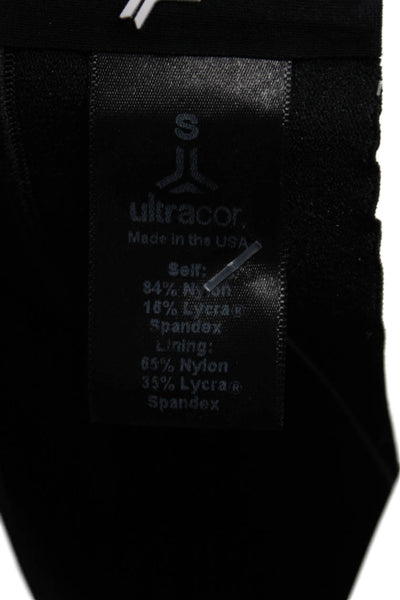 S
ultracor.
Made in the USA
Self:
84% Nylon
16% Lycra®
Spandex
Lining:
65% Nylon
35% Lycra®
Spandex